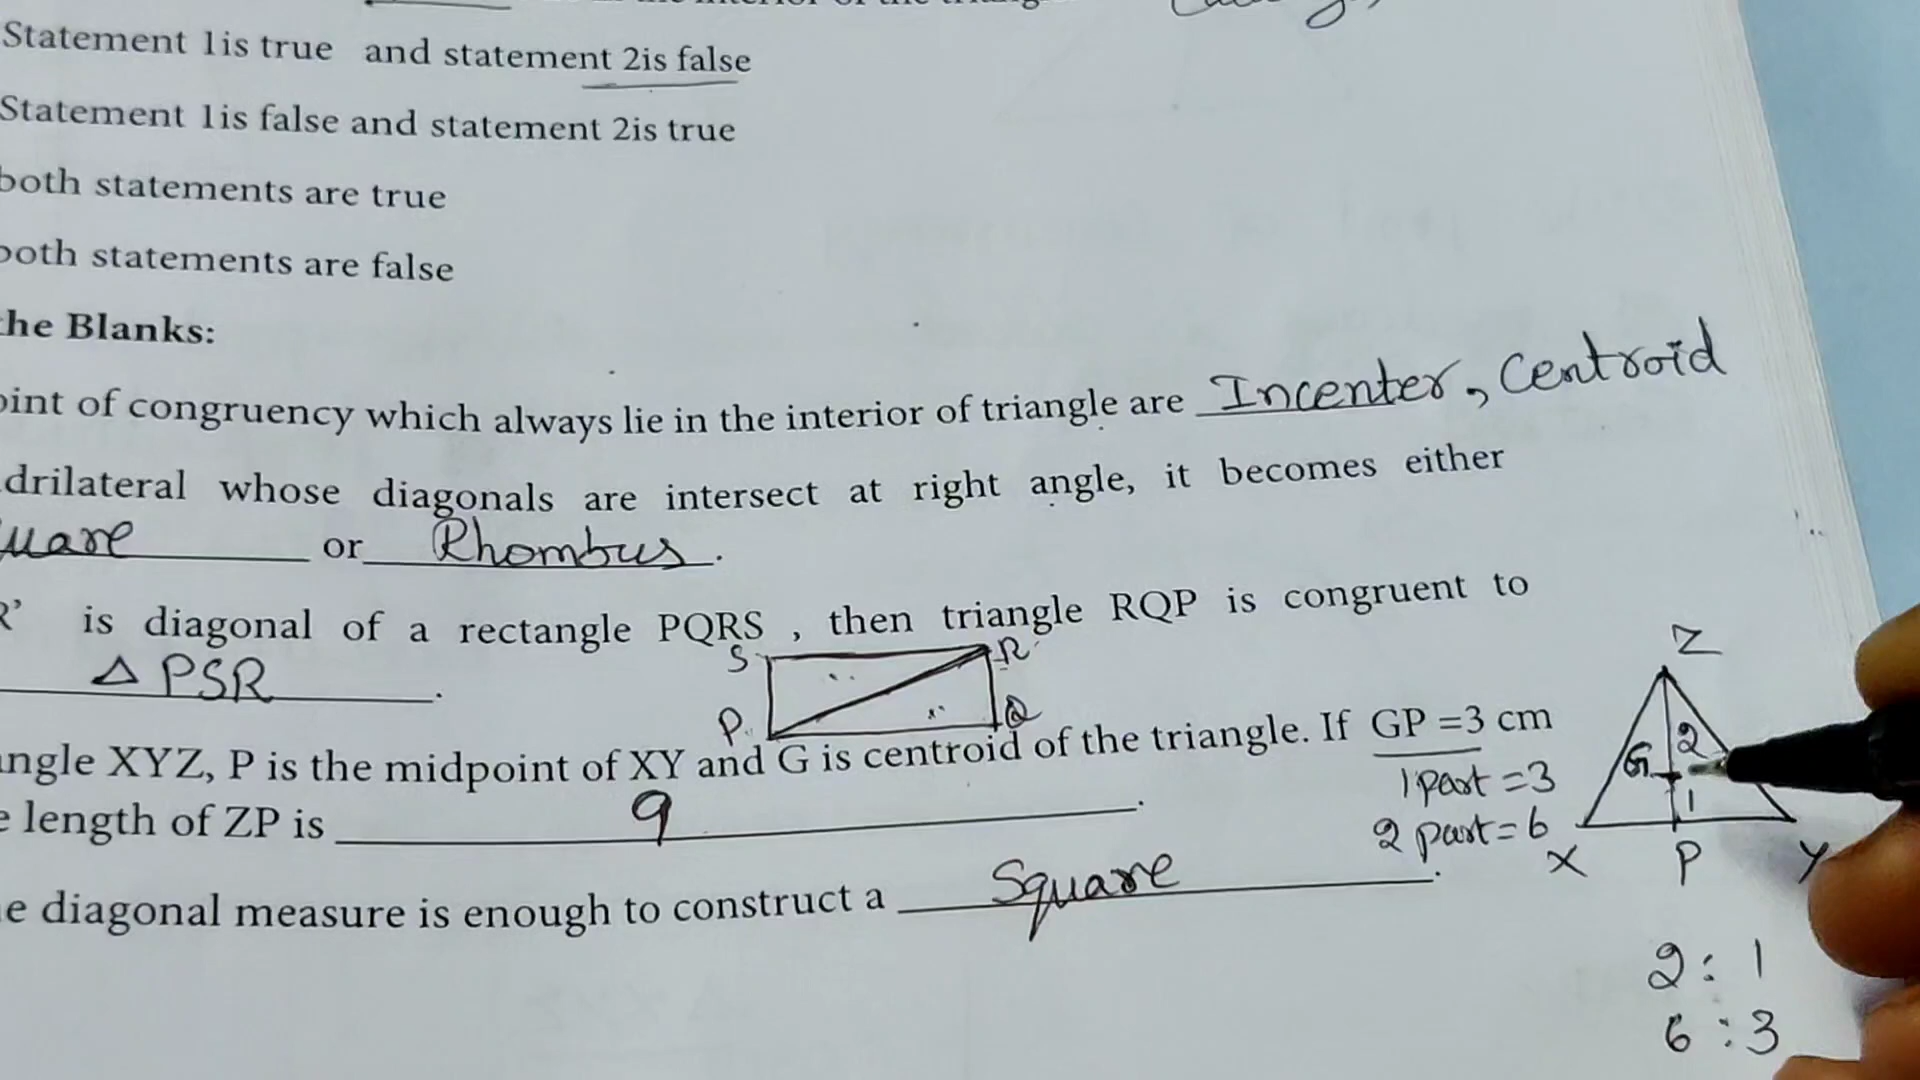 Statement 1is true and statement 2is false
Statement 1is false and statement 2is true
both statements are true
both statements are false
the Blanks:
oint of congruency which always lie in the interior of triangle are Incenter, Centroid
drilateral whose diagonals are intersect at right angle, it becomes either
uare or Rhombus.
R' is diagonal of a rectangle PQRS , then triangle RQP is congruent to
Δ PSR.
S R
P Q
angle XYZ, P is the midpoint of XY and G is centroid of the triangle. If GP =3 cm
1 part = 3
e length of ZP is 9.
2 part = 6
Z
G 2
1
X P Y
e diagonal measure is enough to construct a Square.
2 : 1
6 : 3